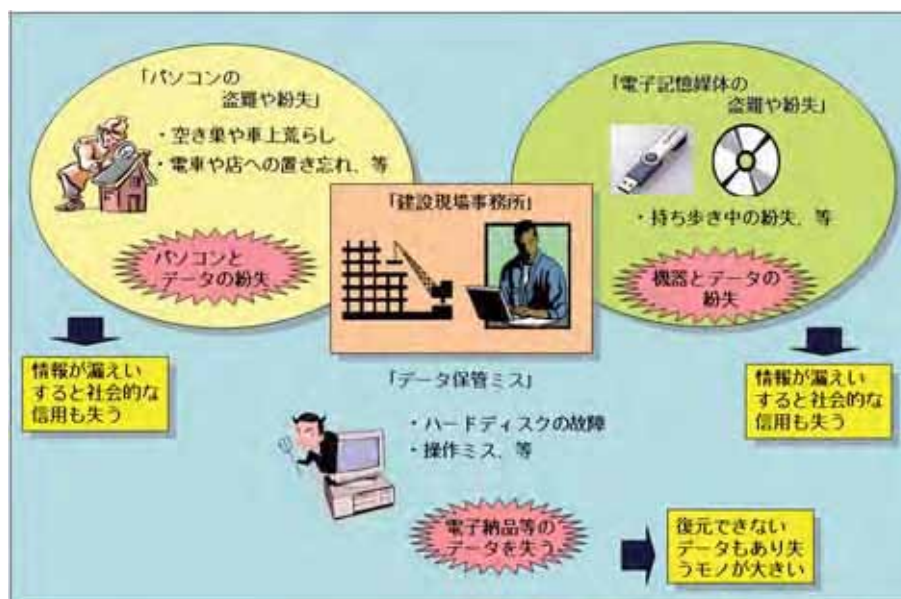 「パソコンの
盗難や紛失」
・空き巣や車上荒らし
・電車や店への置き忘れ、等
パソコンと
データの紛失
情報が漏えい
すると社会的な
信用も失う
「建設現場事務所」
「電子記憶媒体の
盗難や紛失」
・持ち歩き中の紛失、等
機器とデータの
紛失
情報が漏えい
すると社会的な
信用も失う
「データ保管ミス」
・ハードディスクの故障
・操作ミス、等
電子納品等の
データを失う
復元できない
データもあり失
うモノが大きい